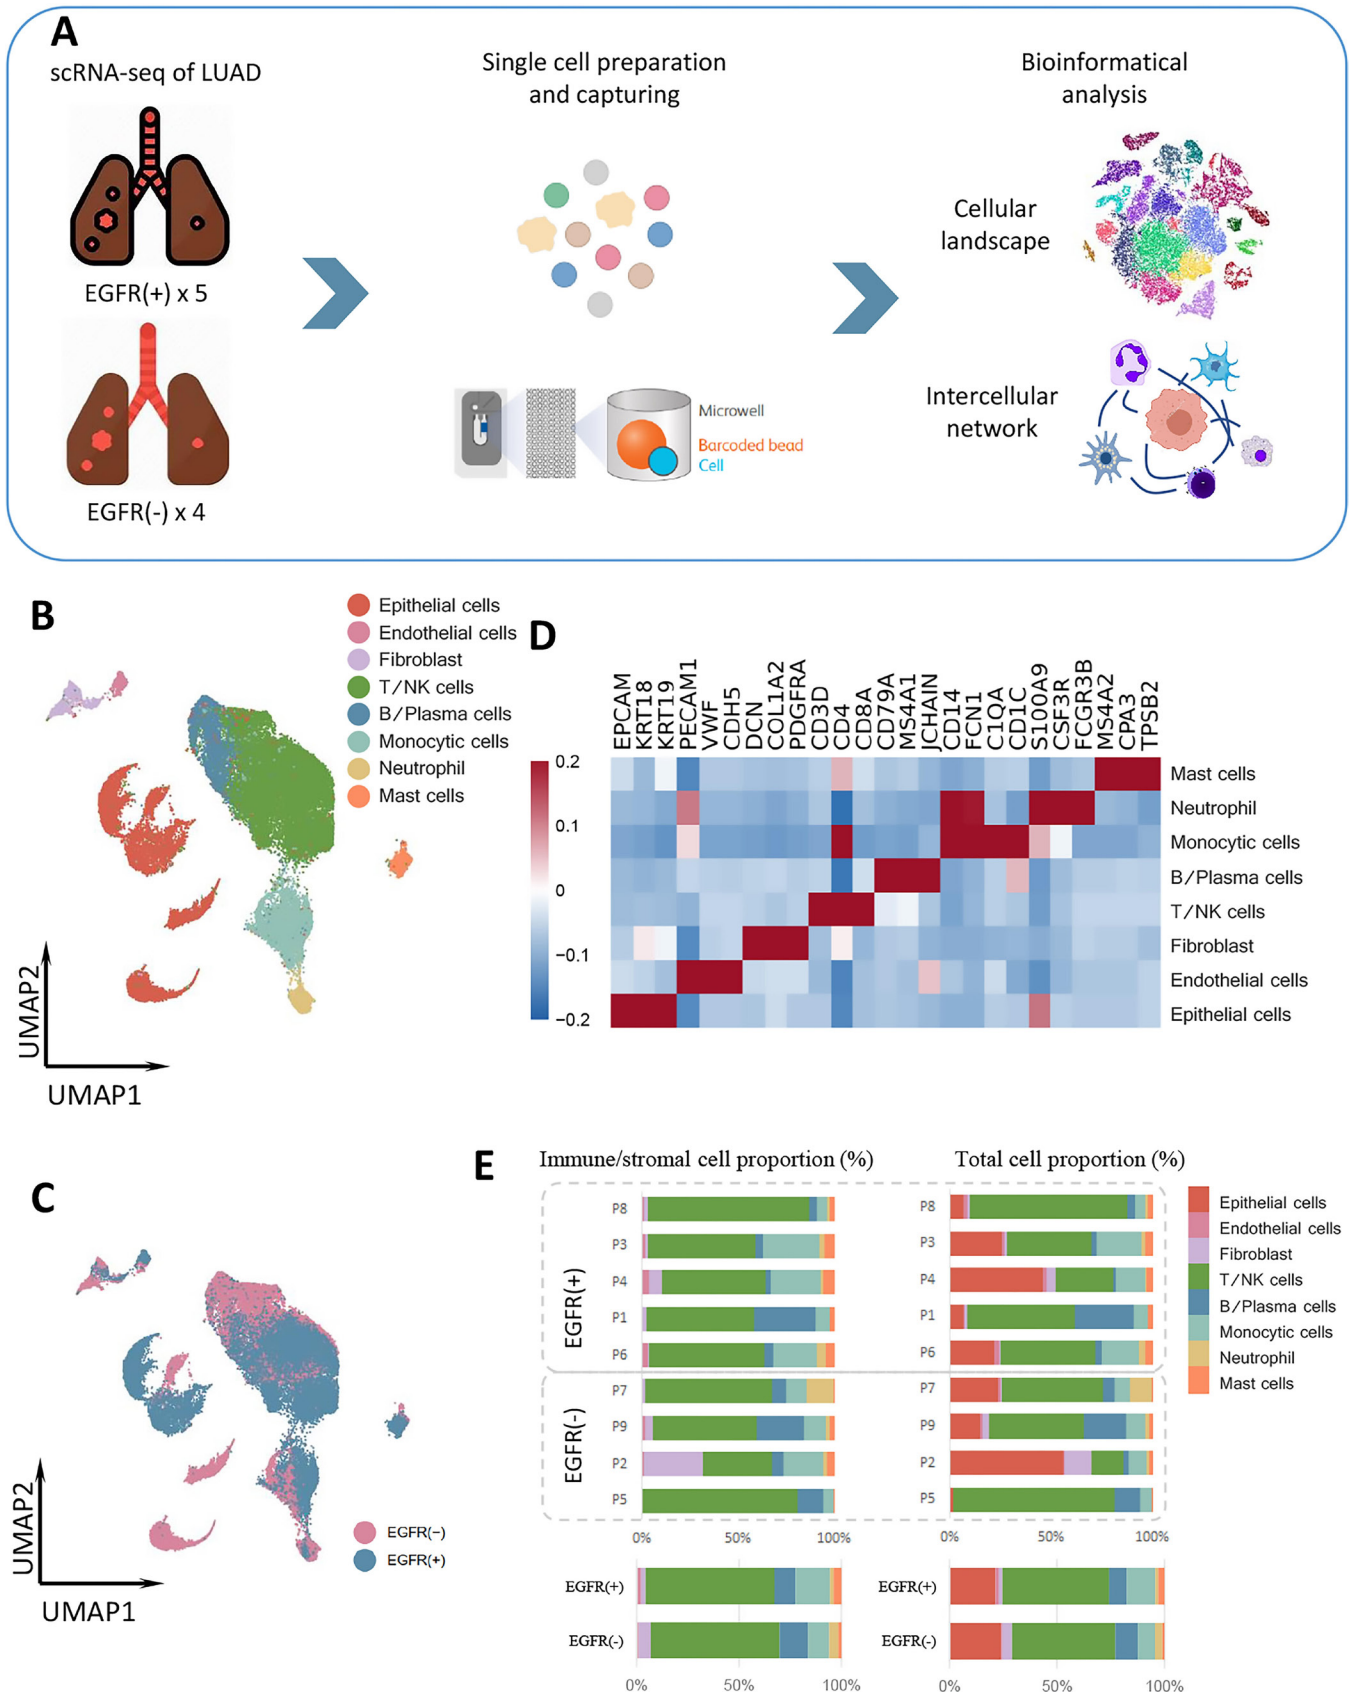 A
scRNA-seq of LUAD
EGFR(+) x 5
EGFR(-) x 4
Single cell preparation
and capturing
Microwell
Barcoded bead
Cell
Bioinformatical
analysis
Cellular
landscape
Intercellular
network
B
Epithelial cells
Endothelial cells
Fibroblast
T/NK cells
B/Plasma cells
Monocytic cells
Neutrophil
Mast cells
UMAP2
UMAP1
D
EPCAM
KRT18
KRT19
PECAM1
VWF
CDH5
DCN
COL1A2
PDGFRA
CD3D
CD4
CD8A
CD79A
MS4A1
JCHAIN
CD14
FCN1
C1QA
CD1C
S100A9
CSF3R
FCGR3B
MS4A2
CPA3
TPSB2
0.2
0.1
0
−0.1
−0.2
Mast cells
Neutrophil
Monocytic cells
B/Plasma cells
T/NK cells
Fibroblast
Endothelial cells
Epithelial cells
C
EGFR(−)
EGFR(+)
UMAP2
UMAP1
E
Immune/stromal cell proportion (%)
EGFR(+)
P8
P3
P4
P1
P6
EGFR(-)
P7
P9
P2
P5
0% 50% 100%
EGFR(+)
EGFR(-)
0% 50% 100%
Total cell proportion (%)
P8
P3
P4
P1
P6
P7
P9
P2
P5
0% 50% 100%
EGFR(+)
EGFR(-)
0% 50% 100%
Epithelial cells
Endothelial cells
Fibroblast
T/NK cells
B/Plasma cells
Monocytic cells
Neutrophil
Mast cells